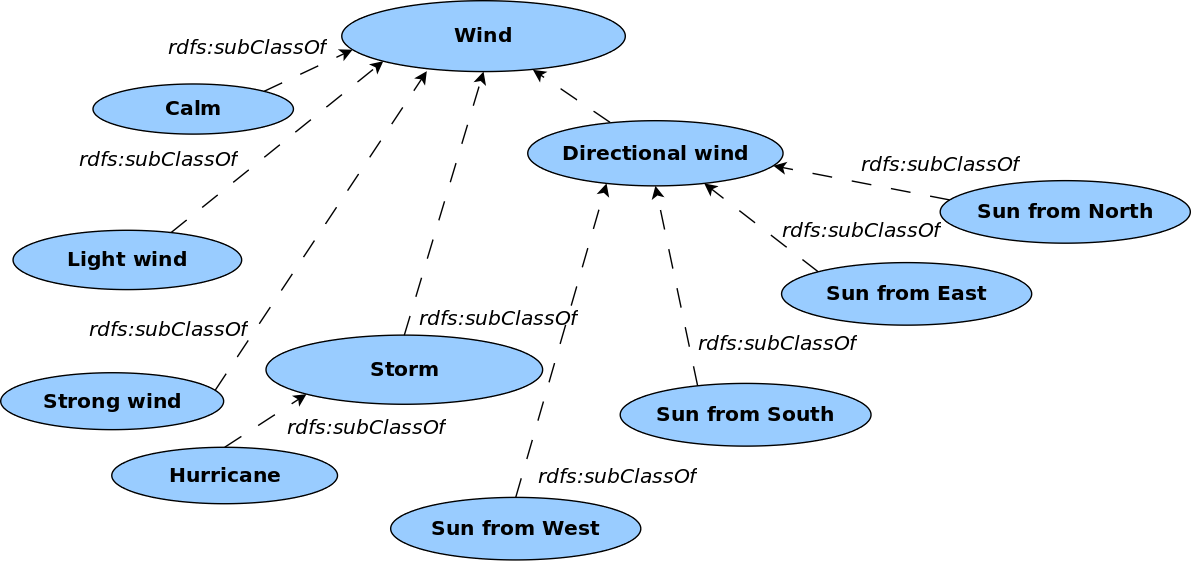 Wind
rdfs:subClassOf
Calm
Directional wind
rdfs:subClassOf
rdfs:subClassOf
Sun from North
rdfs:subClassOf
Light wind
Sun from East
rdfs:subClassOf
rdfs:subClassOf
rdfs:subClassOf
Storm
Strong wind
Sun from South
rdfs:subClassOf
Hurricane
rdfs:subClassOf
Sun from West